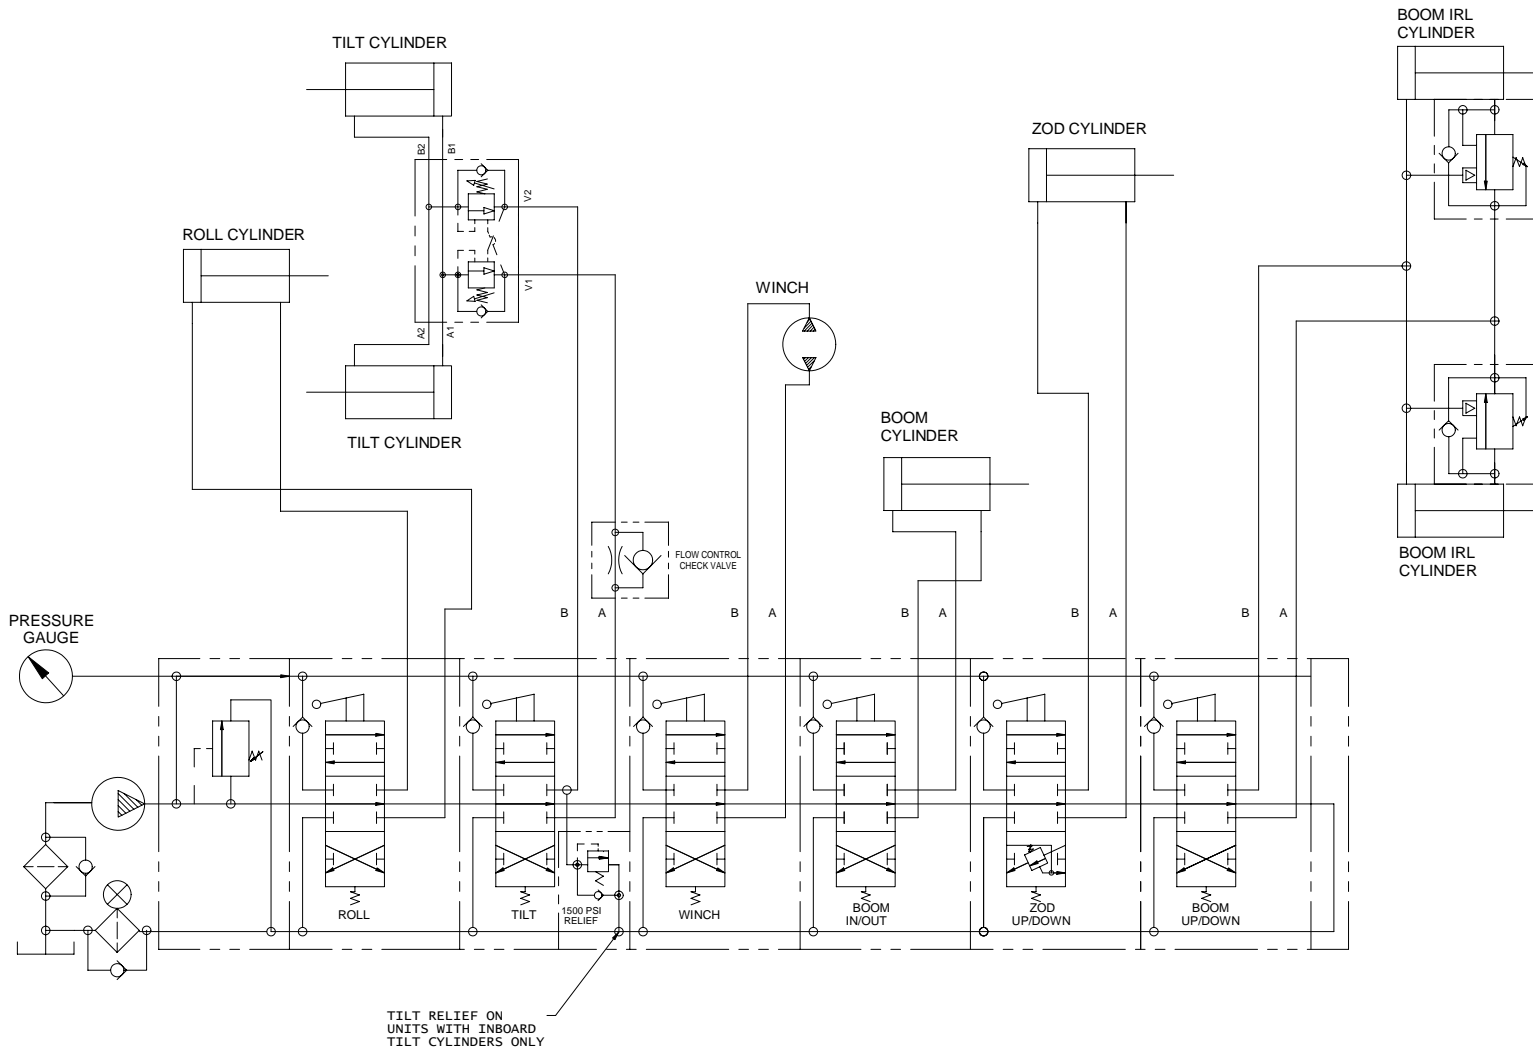 BOOM IRL
CYLINDER
TILT CYLINDER
ZOD CYLINDER
B2
B1
V2
ROLL CYLINDER
WINCH
V1
A2
A1
BOOM
CYLINDER
TILT CYLINDER
FLOW CONTROL
CHECK VALVE
BOOM IRL
CYLINDER
PRESSURE
GAUGE
B
A
B
A
B
A
B
A
B
A
ROLL
TILT
1500 PSI
RELIEF
WINCH
BOOM
IN/OUT
ZOD
UP/DOWN
BOOM
UP/DOWN
TILT RELIEF ON
UNITS WITH INBOARD
TILT CYLINDERS ONLY